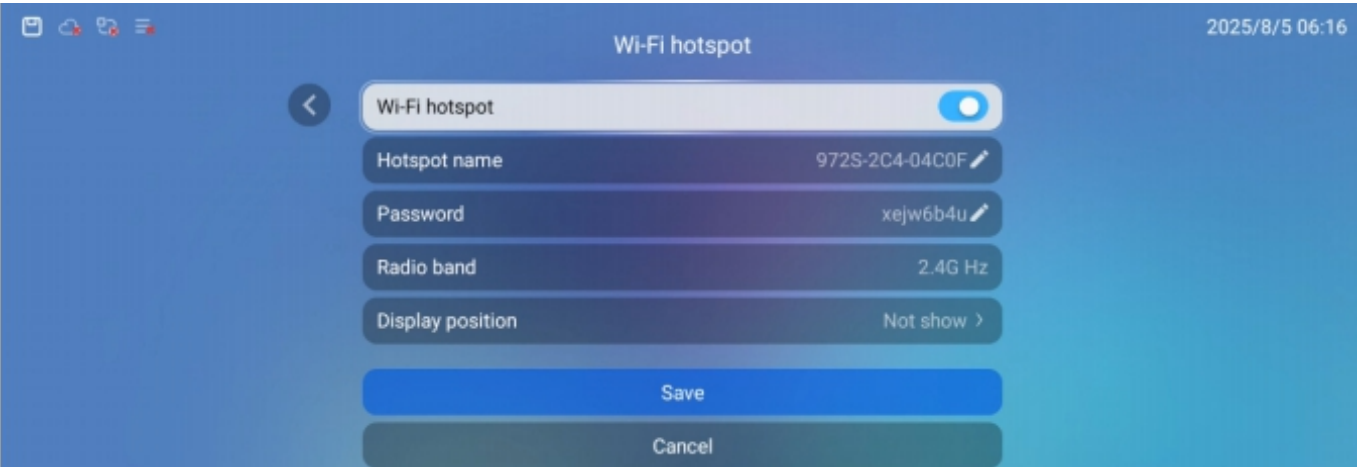 2025/8/5 06:16
Wi-Fi hotspot
Wi-Fi hotspot
Hotspot name 972S-2C4-04C0F
Password xejw6b4u
Radio band 2.4G Hz
Display position Not show >
Save
Cancel